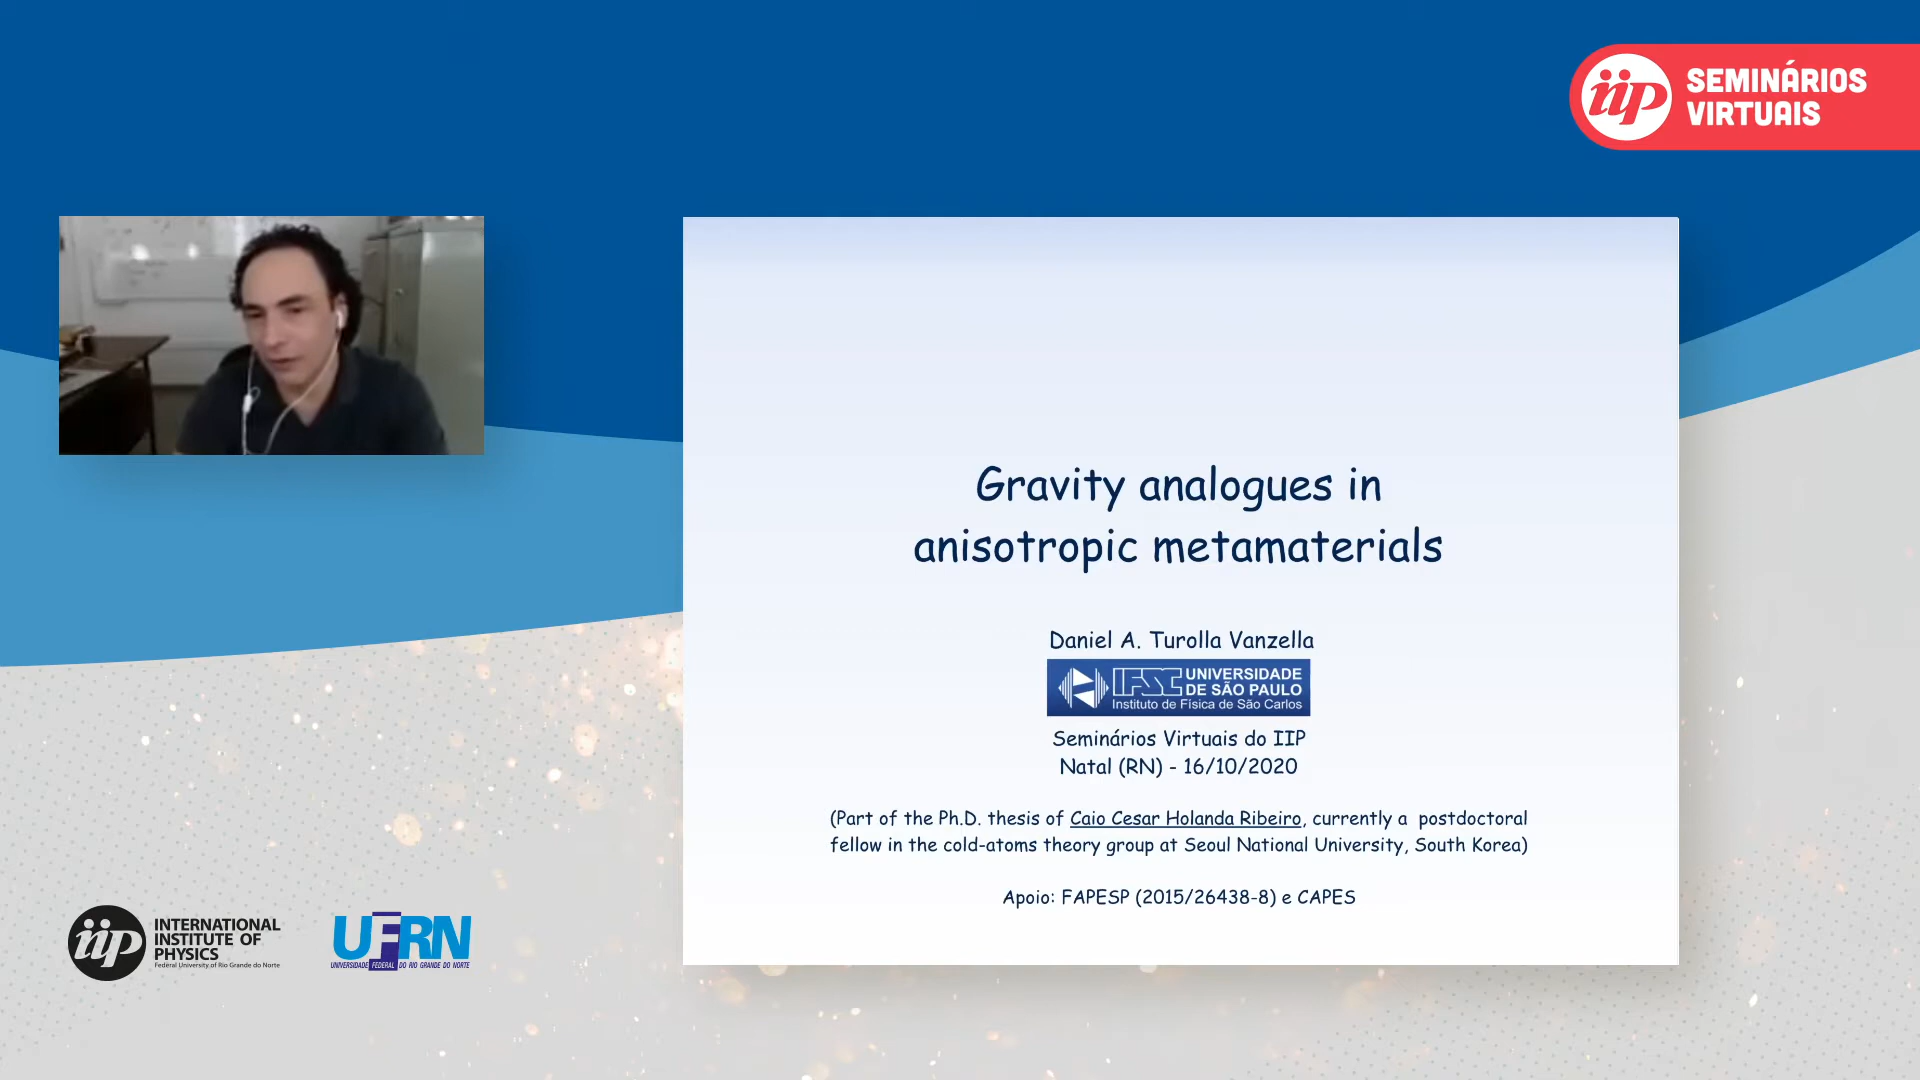 iip SEMINÁRIOS
VIRTUAIS
Gravity analogues in
anisotropic metamaterials
Daniel A. Turolla Vanzella
IFSC UNIVERSIDADE
DE SÃO PAULO
Instituto de Física de São Carlos
Seminários Virtuais do IIP
Natal (RN) - 16/10/2020
(Part of the Ph.D. thesis of Caio Cesar Holanda Ribeiro, currently a postdoctoral
fellow in the cold-atoms theory group at Seoul National University, South Korea)
Apoio: FAPESP (2015/26438-8) e CAPES
iip INTERNATIONAL
INSTITUTE OF
PHYSICS
Federal University of Rio Grande do Norte
UFRN
UNIVERSIDADE FEDERAL DO RIO GRANDE DO NORTE